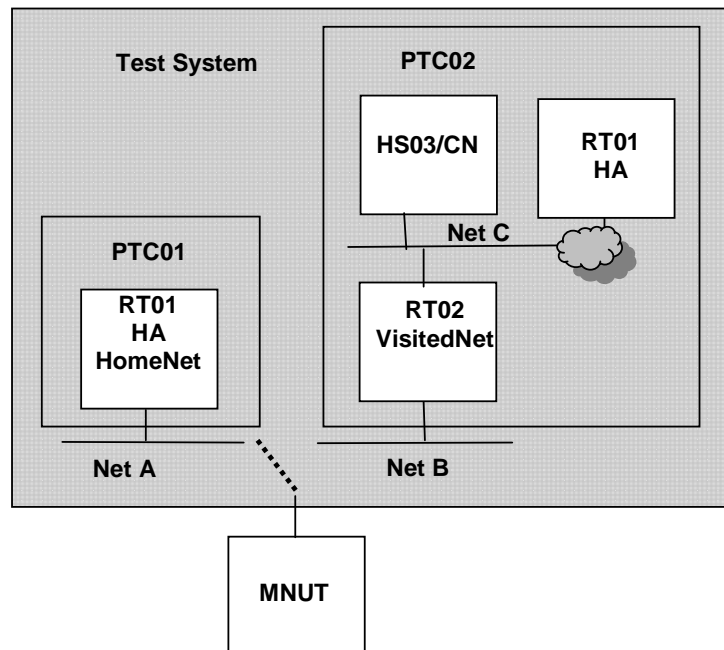 Test System
PTC02
HS03/CN
RT01
HA
Net C
PTC01
RT01
HA
HomeNet
RT02
VisitedNet
Net A
Net B
MNUT